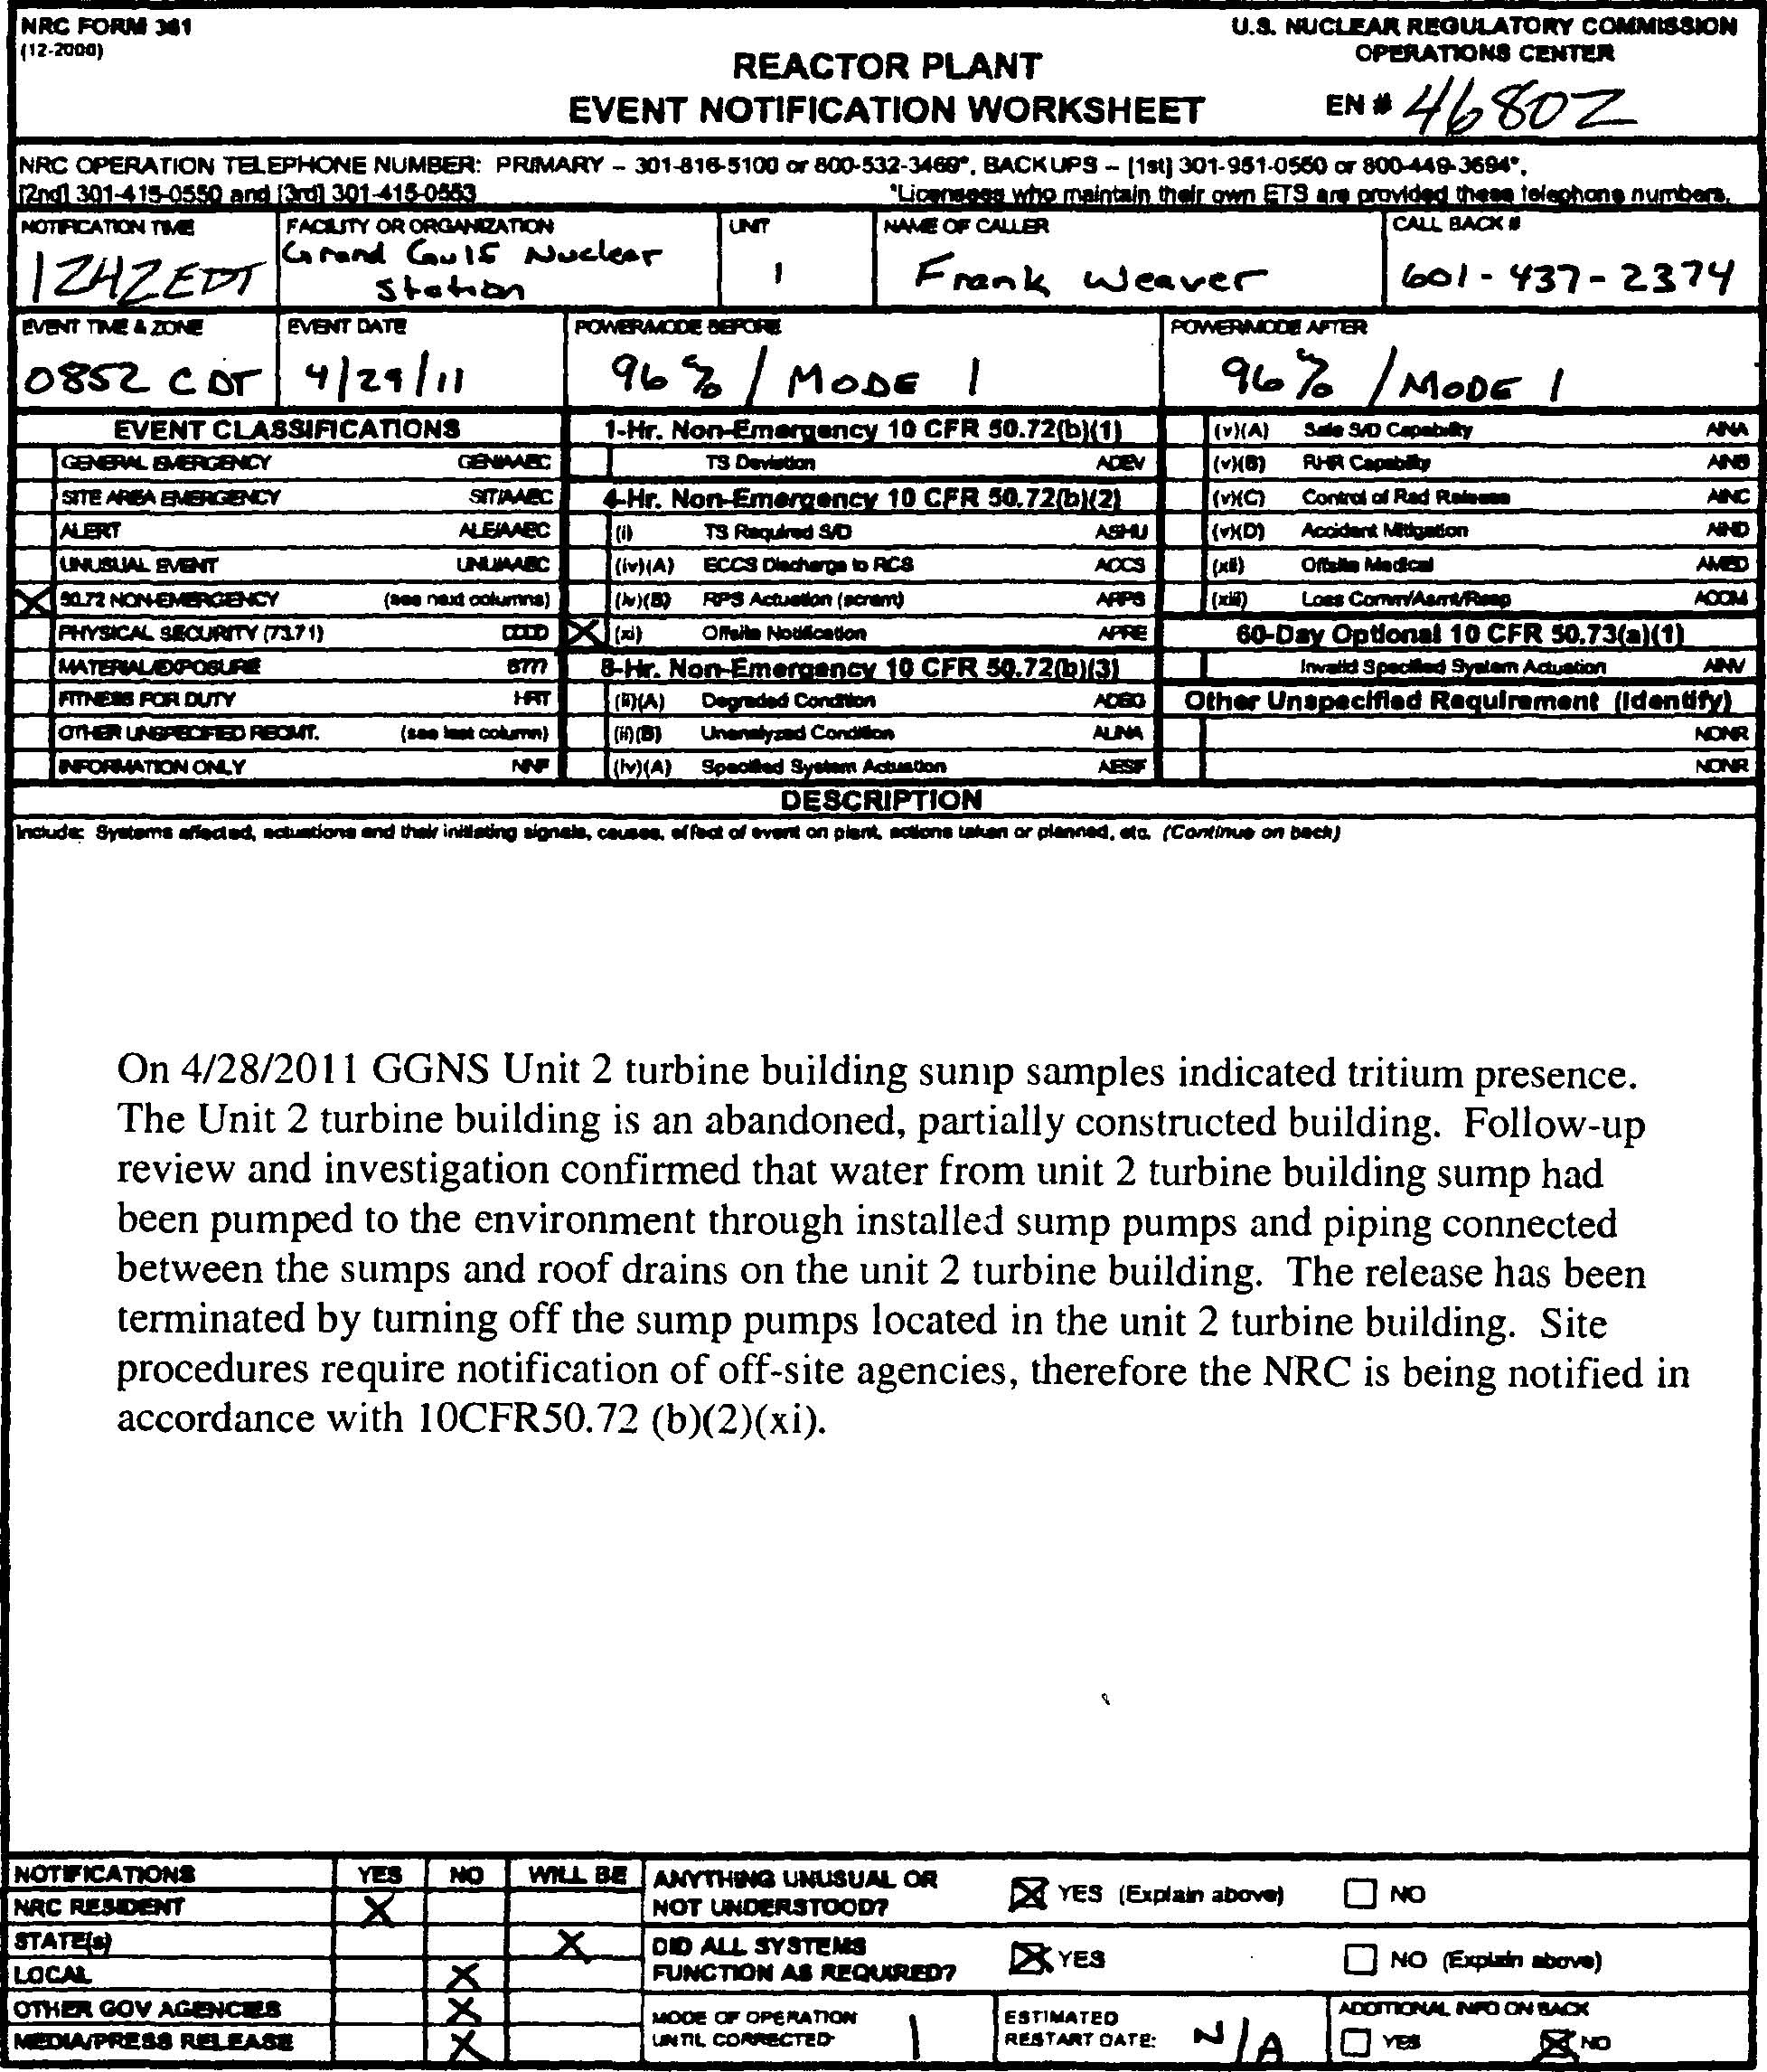 NRC FORM 361
(12-2000)
U.S. NUCLEAR REGULATORY COMMISSION
OPERATIONS CENTER
REACTOR PLANT
EVENT NOTIFICATION WORKSHEET
EN # 46802
NRC OPERATION TELEPHONE NUMBER: PRIMARY – 301-816-5100 or 800-532-3469*, BACKUPS – [1st] 301-951-0550 or 800-449-3694*,
[2nd] 301-415-0550 and [3rd] 301-415-0553 *Licensees who maintain their own ETS are provided these telephone numbers.
NOTIFICATION TIME FACILITY OR ORGANIZATION UNIT NAME OF CALLER CALL BACK #
1242 EDT Grand Gulf Nuclear Station 1 Frank Weaver 601-437-2374
EVENT TIME & ZONE EVENT DATE POWER/MODE BEFORE POWER/MODE AFTER
0852 CDT 4/29/11 96% / MODE 1 96% / MODE 1
EVENT CLASSIFICATIONS 1-Hr. Non-Emergency 10 CFR 50.72(b)(1) (v)(A) Safe S/D Capability AINA
GENERAL EMERGENCY GEN/AAEC TS Deviation ADEV (v)(B) RHR Capability AINB
SITE AREA EMERGENCY SIT/AAEC 4-Hr. Non-Emergency 10 CFR 50.72(b)(2) (v)(C) Control of Rad Release AINC
ALERT ALE/AAEC (i) TS Required S/D ASHU (v)(D) Accident Mitigation AIND
UNUSUAL EVENT UNU/AAEC (iv)(A) ECCS Discharge to RCS ACCS (xii) Offsite Medical AMED
X 50.72 NON-EMERGENCY (see next columns) (iv)(B) RPS Actuation (scram) ARPS (xiii) Loss Comm/Asmt/Resp ACOM
PHYSICAL SECURITY (73.71) DDDD X (xi) Offsite Notification APRE 60-Day Optional 10 CFR 50.73(a)(1)
MATERIAL/EXPOSURE B??? 8-Hr. Non-Emergency 10 CFR 50.72(b)(3) Invalid Specified System Actuation AINV
FITNESS FOR DUTY HFIT (ii)(A) Degraded Condition ADEG Other Unspecified Requirement (Identify)
OTHER UNSPECIFIED REQMT. (see last column) (ii)(B) Unanalyzed Condition AUNA NONR
INFORMATION ONLY NNF (iv)(A) Specified System Actuation AESF NONR
DESCRIPTION
Include: Systems affected, actuations and their initiating signals, causes, effect of event on plant, actions taken or planned, etc. (Continue on back)
On 4/28/2011 GGNS Unit 2 turbine building sump samples indicated tritium presence.
The Unit 2 turbine building is an abandoned, partially constructed building. Follow-up
review and investigation confirmed that water from unit 2 turbine building sump had
been pumped to the environment through installed sump pumps and piping connected
between the sumps and roof drains on the unit 2 turbine building. The release has been
terminated by turning off the sump pumps located in the unit 2 turbine building. Site
procedures require notification of off-site agencies, therefore the NRC is being notified in
accordance with 10CFR50.72 (b)(2)(xi).
NOTIFICATIONS YES NO WILL BE ANYTHING UNUSUAL OR
NOT UNDERSTOOD? X YES (Explain above) NO
NRC RESIDENT X
STATE(s) X DID ALL SYSTEMS
FUNCTION AS REQUIRED? X YES NO (Explain above)
LOCAL X
OTHER GOV AGENCIES X MODE OF OPERATION
UNTIL CORRECTED: 1 ESTIMATED
RESTART DATE: N/A ADDITIONAL INFO ON BACK
MEDIA/PRESS RELEASE X YES X NO